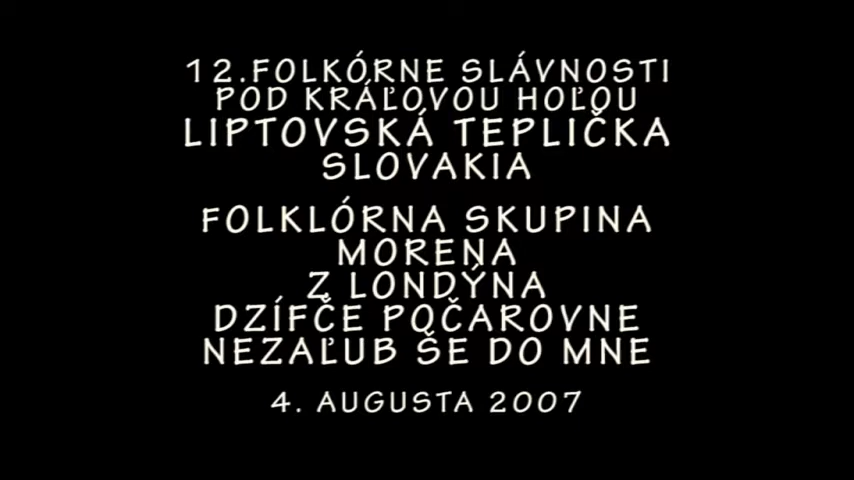 12.FOLKÓRNE SLÁVNOSTI
POD KRÁĽOVOU HOĽOU
LIPTOVSKÁ TEPLIČKA
SLOVAKIA
FOLKLÓRNA SKUPINA
MORENA
Z LONDÝNA
DZÍFČE POČAROVNE
NEZAĽUB ŠE DO MNE
4. AUGUSTA 2007